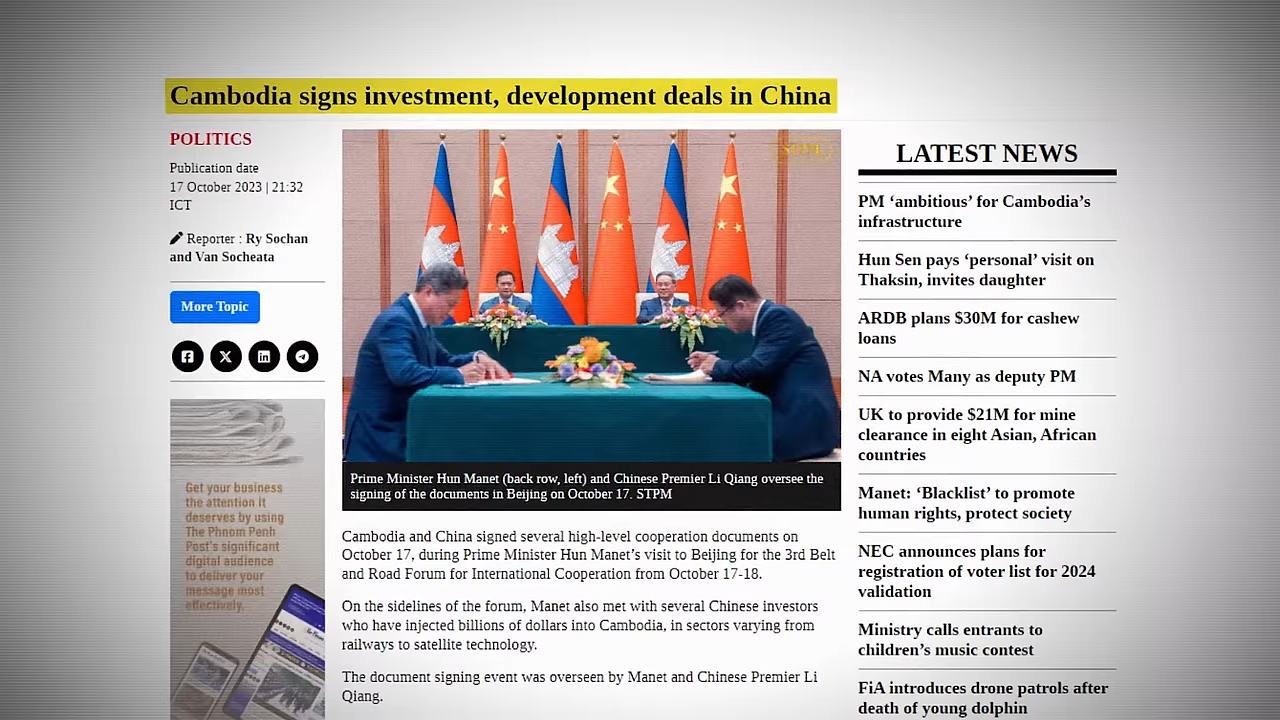 Cambodia signs investment, development deals in China
POLITICS
Publication date
17 October 2023 | 21:32
ICT
Reporter : Ry Sochan
and Van Socheata
More Topic
Get your business
the attention it
deserves by using
The Phnom Penh
Post's significant
digital audience
to deliver your
message most
effectively.
Prime Minister Hun Manet (back row, left) and Chinese Premier Li Qiang oversee the
signing of the documents in Beijing on October 17. STPM
Cambodia and China signed several high-level cooperation documents on
October 17, during Prime Minister Hun Manet’s visit to Beijing for the 3rd Belt
and Road Forum for International Cooperation from October 17-18.
On the sidelines of the forum, Manet also met with several Chinese investors
who have injected billions of dollars into Cambodia, in sectors varying from
railways to satellite technology.
The document signing event was overseen by Manet and Chinese Premier Li
Qiang.
LATEST NEWS
PM ‘ambitious’ for Cambodia’s
infrastructure
Hun Sen pays ‘personal’ visit on
Thaksin, invites daughter
ARDB plans $30M for cashew
loans
NA votes Many as deputy PM
UK to provide $21M for mine
clearance in eight Asian, African
countries
Manet: ‘Blacklist’ to promote
human rights, protect society
NEC announces plans for
registration of voter list for 2024
validation
Ministry calls entrants to
children’s music contest
FiA introduces drone patrols after
death of young dolphin